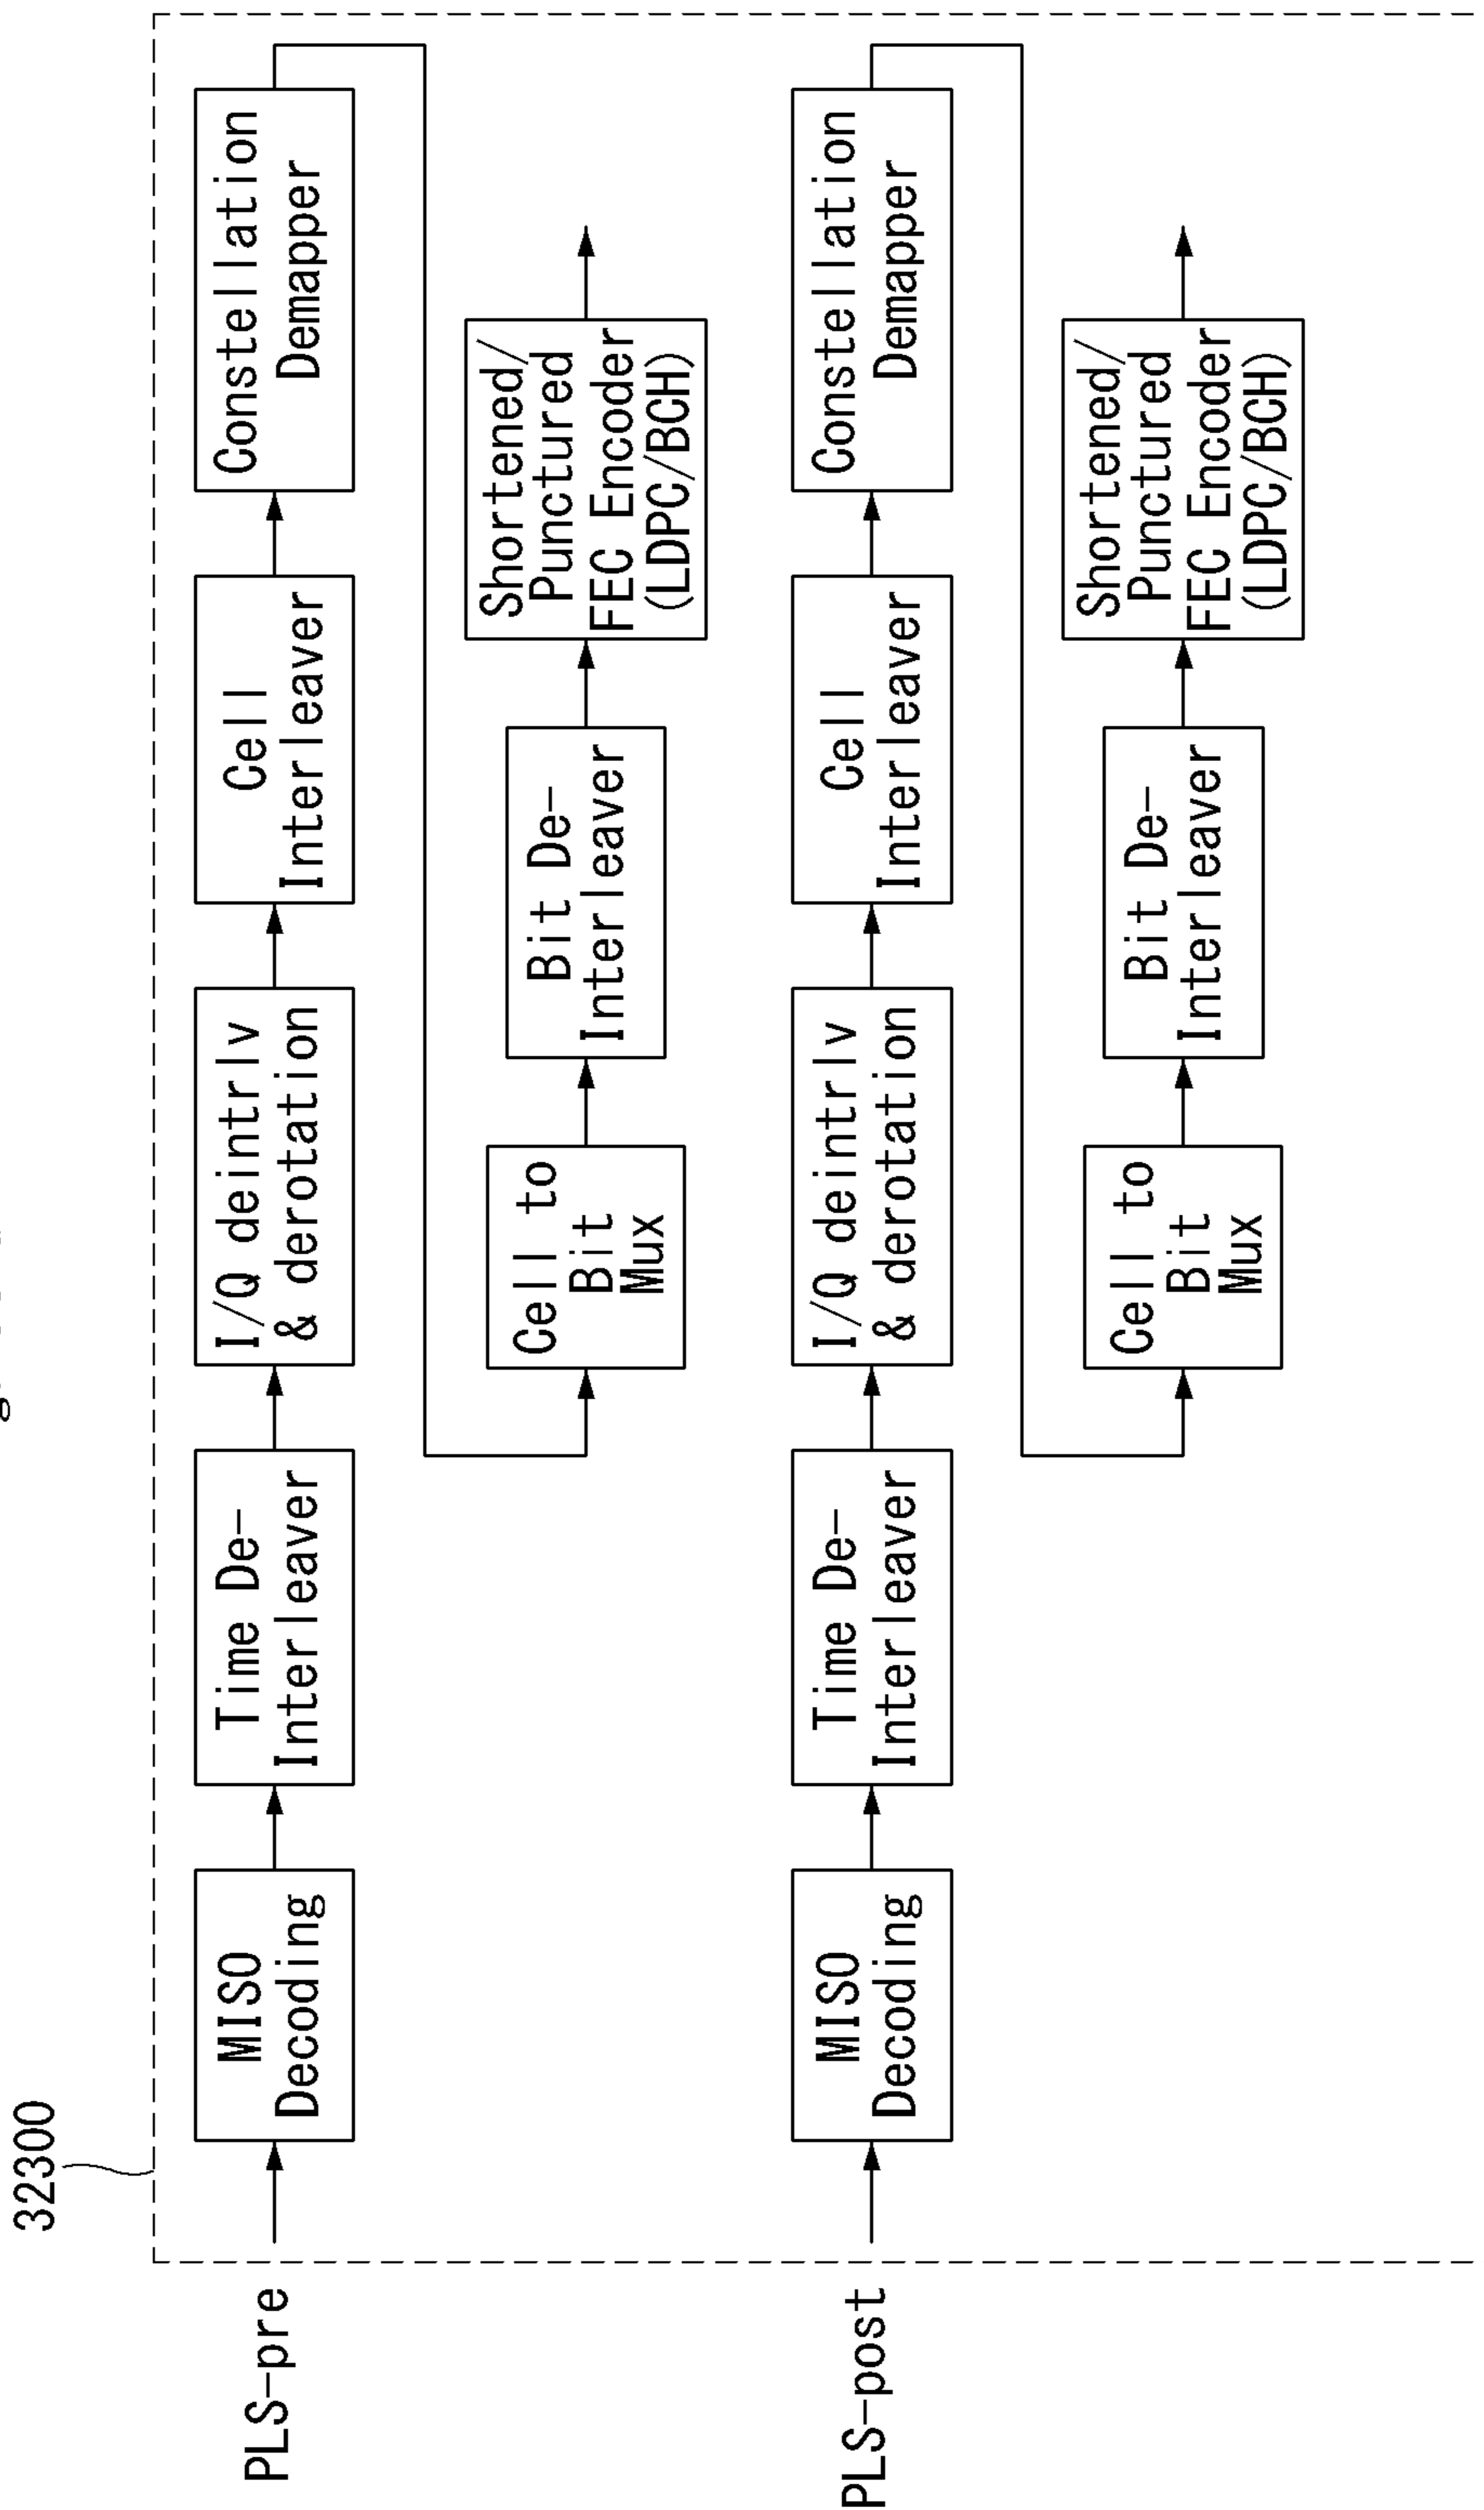 32300
PLS-pre
MISO
Decoding
Time De-
Interleaver
I/Q deintrlv
& derotation
Cell
Interleaver
Constellation
Demapper
Cell to
Bit
Mux
Bit De-
Interleaver
Shortened/
Punctured
FEC Encoder
(LDPC/BCH)
PLS-post
MISO
Decoding
Time De-
Interleaver
I/Q deintrlv
& derotation
Cell
Interleaver
Constellation
Demapper
Cell to
Bit
Mux
Bit De-
Interleaver
Shortened/
Punctured
FEC Encoder
(LDPC/BCH)